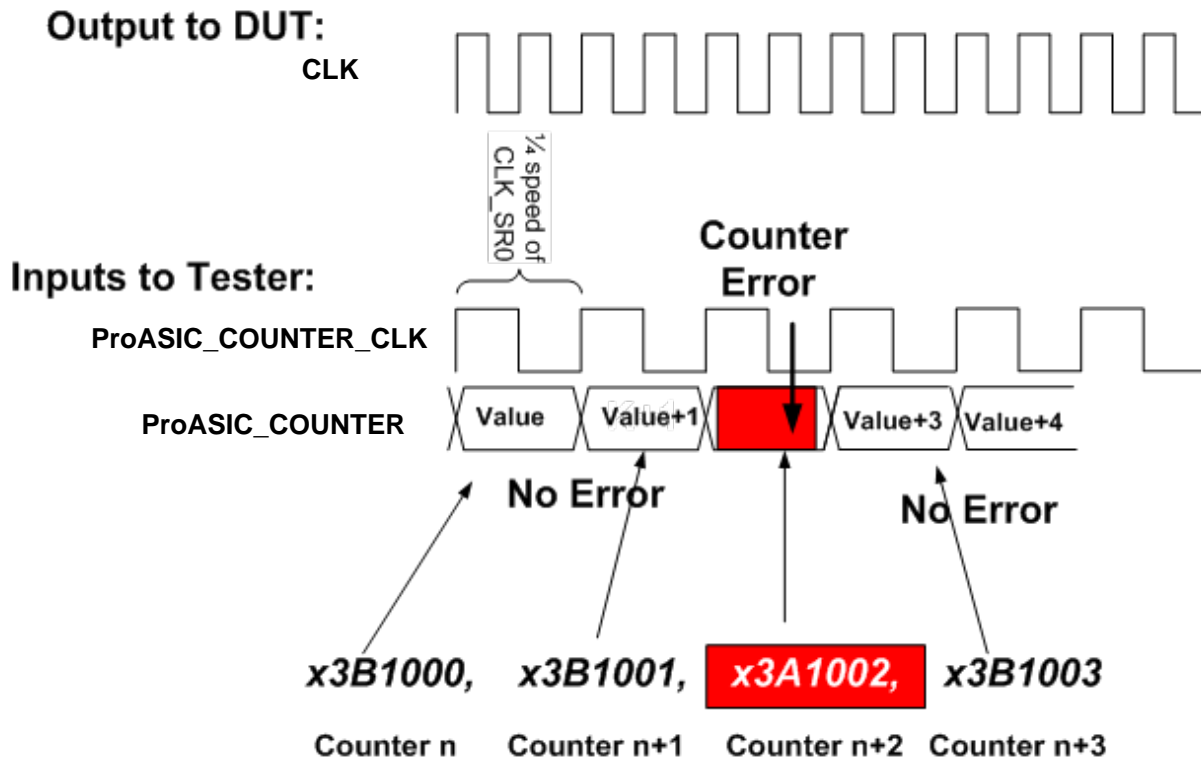 Output to DUT:
CLK
¼ speed of
CLK_SR0
Counter
Error
Inputs to Tester:
ProASIC_COUNTER_CLK
ProASIC_COUNTER
Value
Value+1
Value+3
Value+4
No Error
No Error
x3B1000,
x3B1001,
x3A1002,
x3B1003
Counter n
Counter n+1
Counter n+2
Counter n+3